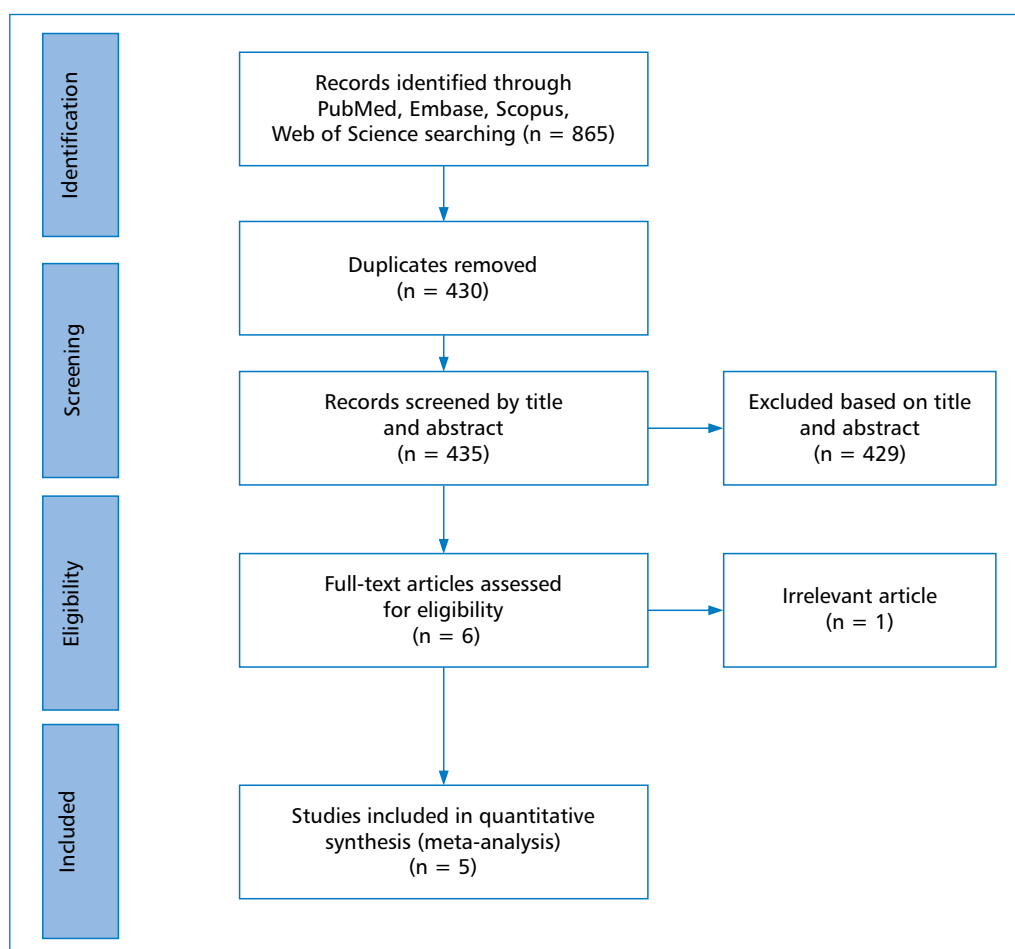 Identification
Records identified through
PubMed, Embase, Scopus,
Web of Science searching (n = 865)
Duplicates removed
(n = 430)
Screening
Records screened by title
and abstract
(n = 435)
Excluded based on title
and abstract
(n = 429)
Eligibility
Full-text articles assessed
for eligibility
(n = 6)
Irrelevant article
(n = 1)
Included
Studies included in quantitative
synthesis (meta-analysis)
(n = 5)